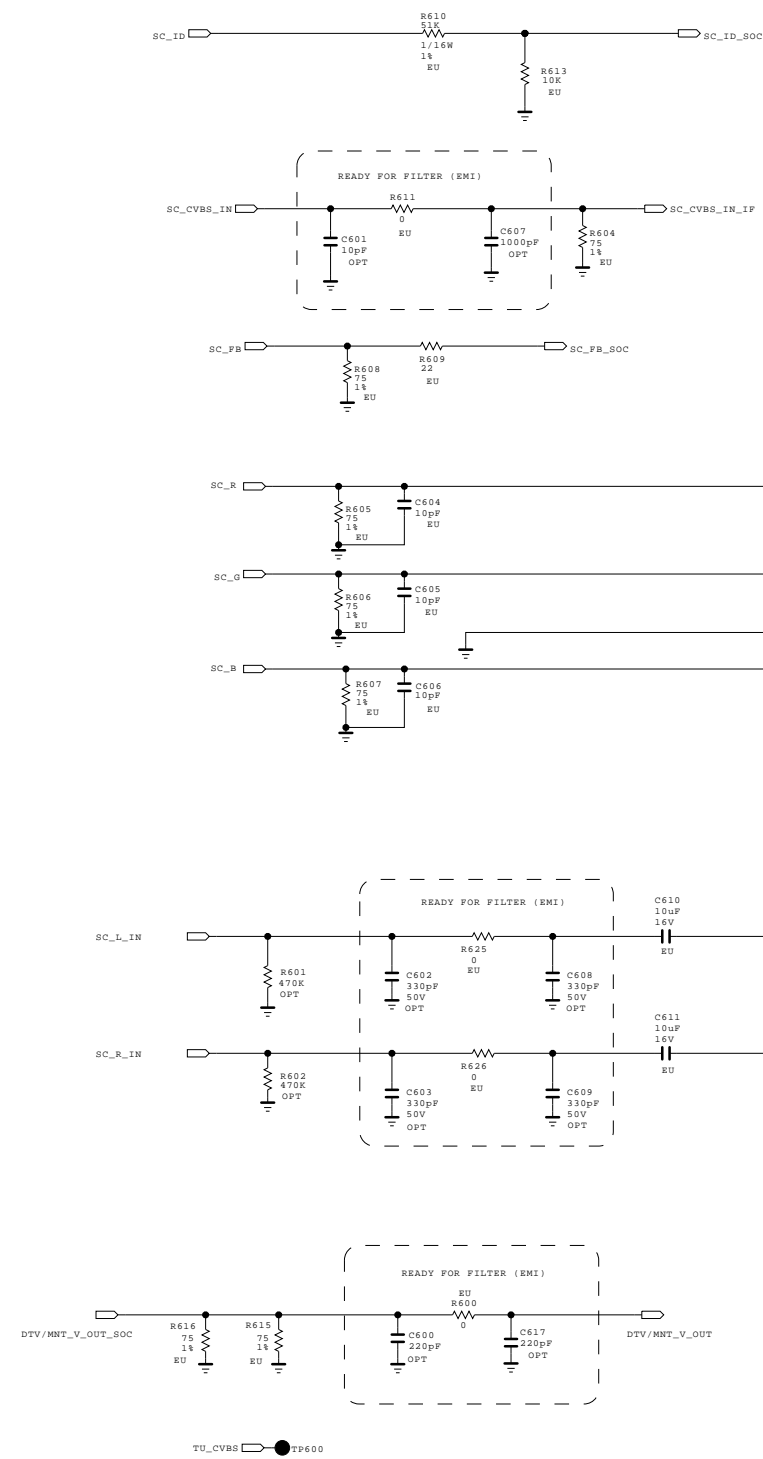 R610
51K
SC_ID
SC_ID_SOC
1/16W
1%
EU
R613
10K
EU
READY FOR FILTER (EMI)
R611
SC_CVBS_IN
SC_CVBS_IN_IF
0
EU
C601
10pF
OPT
C607
1000pF
OPT
R604
75
1%
EU
SC_FB
SC_FB_SOC
R609
22
EU
R608
75
1%
EU
SC_R
C604
10pF
EU
R605
75
1%
EU
SC_G
C605
10pF
EU
R606
75
1%
EU
SC_B
R607
75
1%
EU
C606
10pF
EU
READY FOR FILTER (EMI)
C610
10uF
16V
EU
SC_L_IN
R625
0
EU
R601
470K
OPT
C602
330pF
50V
OPT
C608
330pF
50V
OPT
C611
10uF
16V
EU
SC_R_IN
R626
0
EU
R602
470K
OPT
C603
330pF
50V
OPT
C609
330pF
50V
OPT
READY FOR FILTER (EMI)
EU
R600
0
DTV/MNT_V_OUT_SOC
R616
75
1%
EU
R615
75
1%
EU
C600
220pF
OPT
C617
220pF
OPT
DTV/MNT_V_OUT
TU_CVBS
TP600